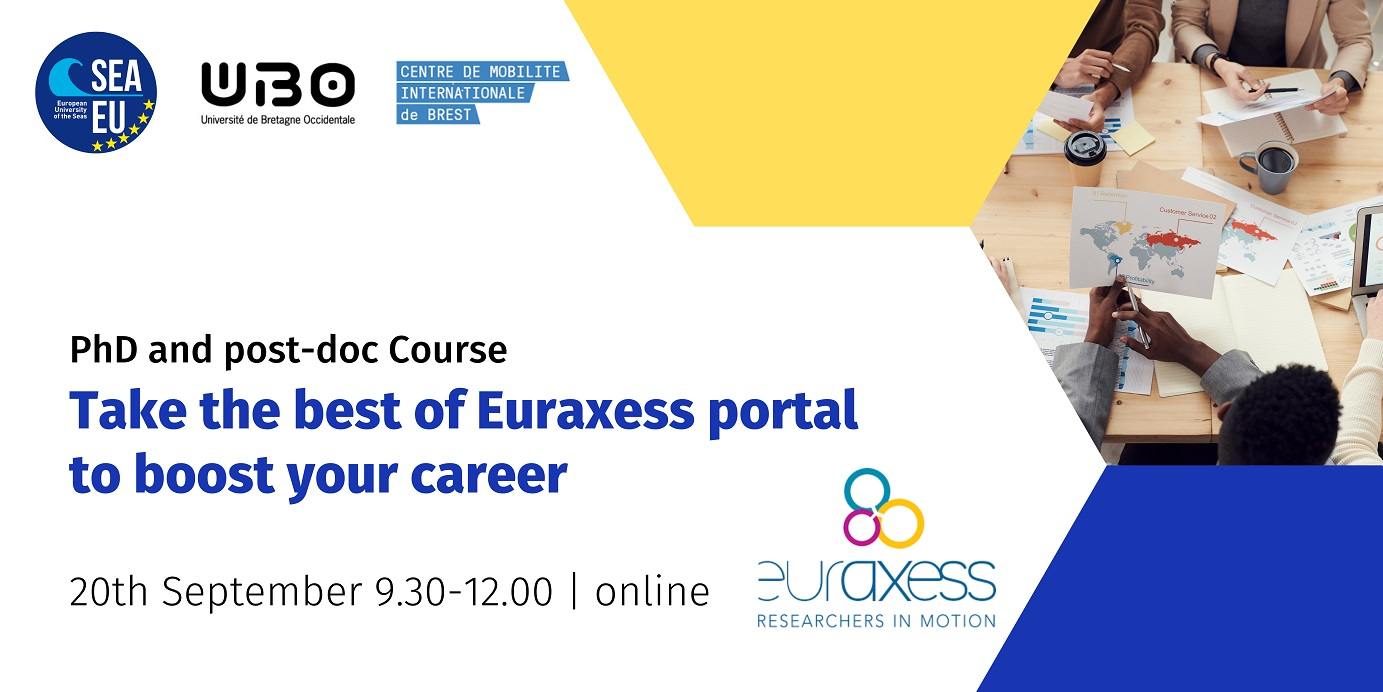 SEA
EU
European
University
of the Seas
UBO
Université de Bretagne Occidentale
CENTRE DE MOBILITE
INTERNATIONALE
de BREST
Customer Service 02
Profitability
PhD and post-doc Course
Take the best of Euraxess portal
to boost your career
20th September 9.30-12.00 | online
euraxess
RESEARCHERS IN MOTION